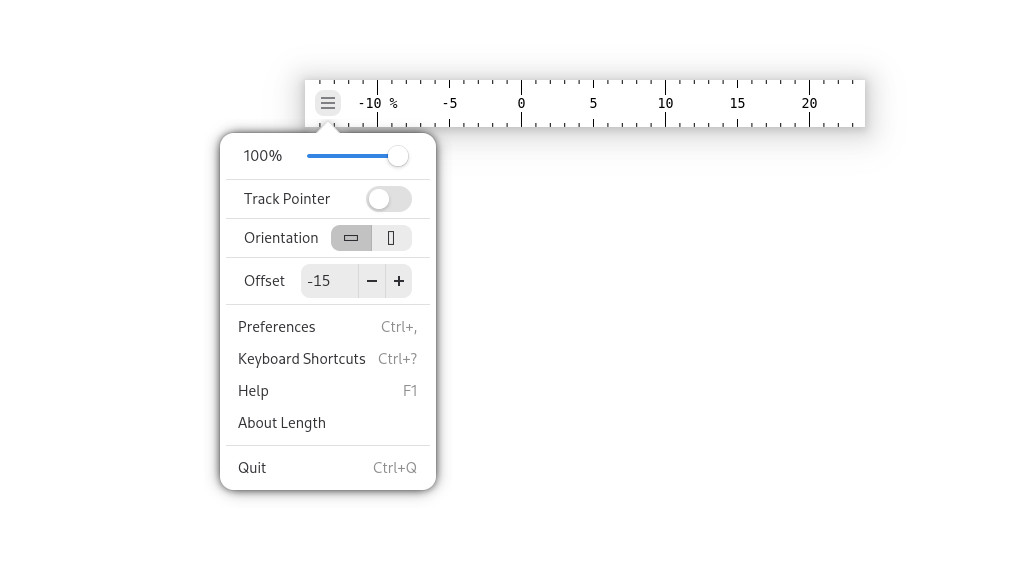 -10 % -5 0 5 10 15 20
100%
Track Pointer
Orientation
Offset -15
Preferences Ctrl+,
Keyboard Shortcuts Ctrl+?
Help F1
About Length
Quit Ctrl+Q